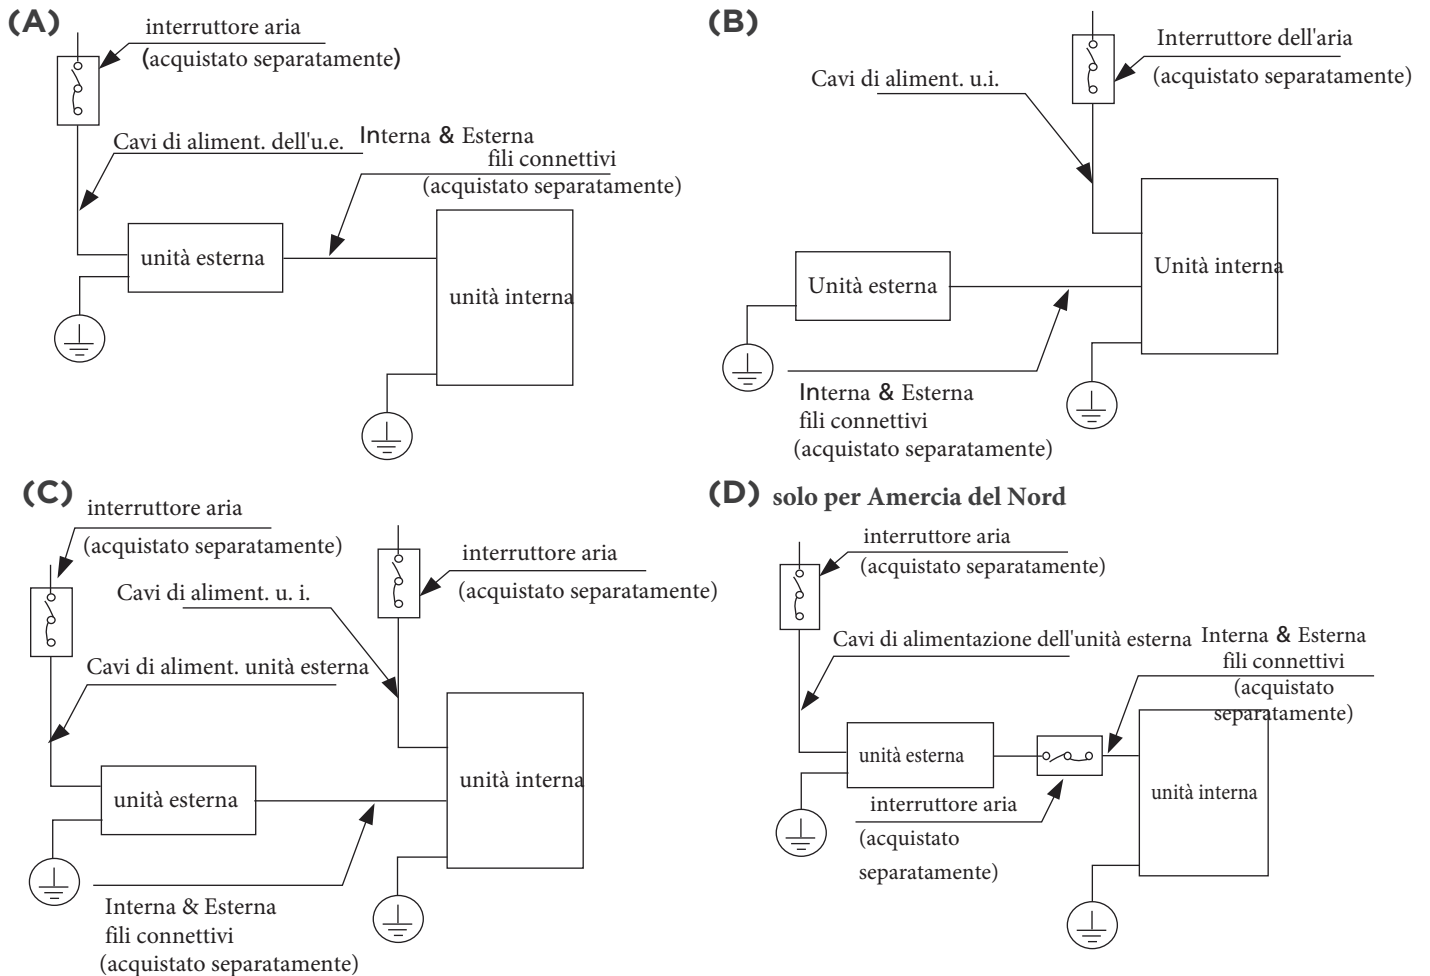 (A)
interruttore aria
(acquistato separatamente)
Cavi di aliment. dell'u.e.
Interna & Esterna
fili connettivi
(acquistato separatamente)
unità esterna
unità interna
(B)
Interruttore dell'aria
(acquistato separatamente)
Cavi di aliment. u.i.
Unità interna
Unità esterna
Interna & Esterna
fili connettivi
(acquistato separatamente)
(C)
interruttore aria
(acquistato separatamente)
interruttore aria
(acquistato separatamente)
Cavi di aliment. u. i.
Cavi di aliment. unità esterna
unità interna
unità esterna
Interna & Esterna
fili connettivi
(acquistato separatamente)
(D) solo per Amercia del Nord
interruttore aria
(acquistato separatamente)
Cavi di alimentazione dell'unità esterna
Interna & Esterna
fili connettivi
(acquistato
separatamente)
unità esterna
unità interna
interruttore aria
(acquistato
separatamente)